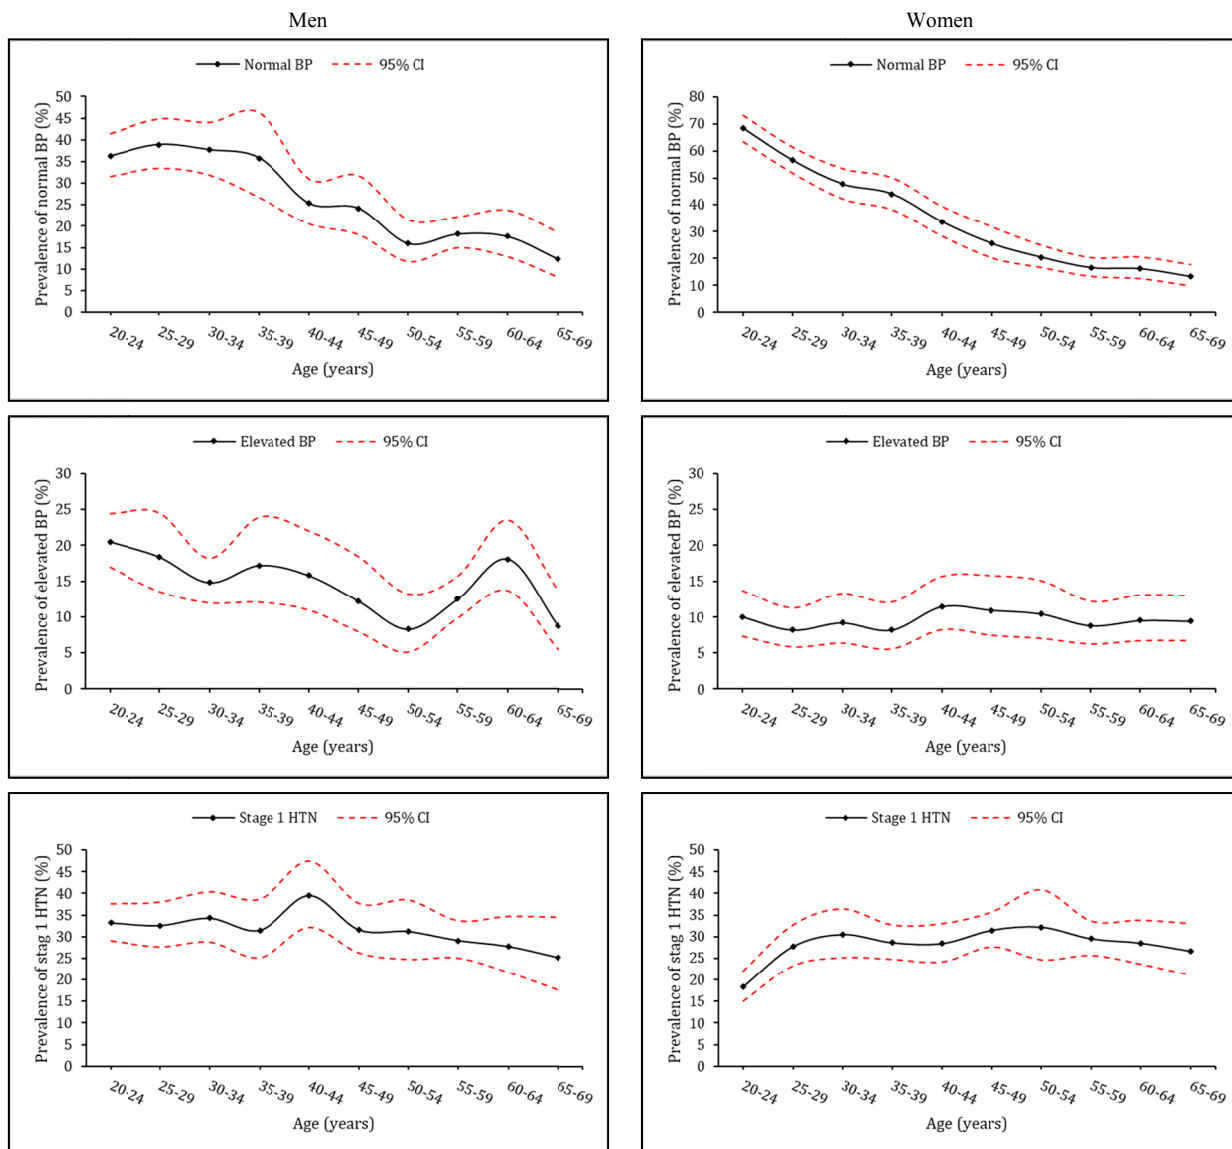 Men
Women
Normal BP 95% CI
Prevalence of normal BP (%)
50
45
40
35
30
25
20
15
10
5
0
20-24 25-29 30-34 35-39 40-44 45-49 50-54 55-59 60-64 65-69
Age (years)
Normal BP 95% CI
Prevalence of normal BP (%)
80
70
60
50
40
30
20
10
0
20-24 25-29 30-34 35-39 40-44 45-49 50-54 55-59 60-64 65-69
Age (years)
Elevated BP 95% CI
Prevalence of elevated BP (%)
30
25
20
15
10
5
0
20-24 25-29 30-34 35-39 40-44 45-49 50-54 55-59 60-64 65-69
Age (years)
Elevated BP 95% CI
Prevalence of elevated BP (%)
30
25
20
15
10
5
0
20-24 25-29 30-34 35-39 40-44 45-49 50-54 55-59 60-64 65-69
Age (years)
Stage 1 HTN 95% CI
Prevalence of stag 1 HTN (%)
50
45
40
35
30
25
20
15
10
5
0
20-24 25-29 30-34 35-39 40-44 45-49 50-54 55-59 60-64 65-69
Age (years)
Stage 1 HTN 95% CI
Prevalence of stag 1 HTN (%)
50
45
40
35
30
25
20
15
10
5
0
20-24 25-29 30-34 35-39 40-44 45-49 50-54 55-59 60-64 65-69
Age (years)